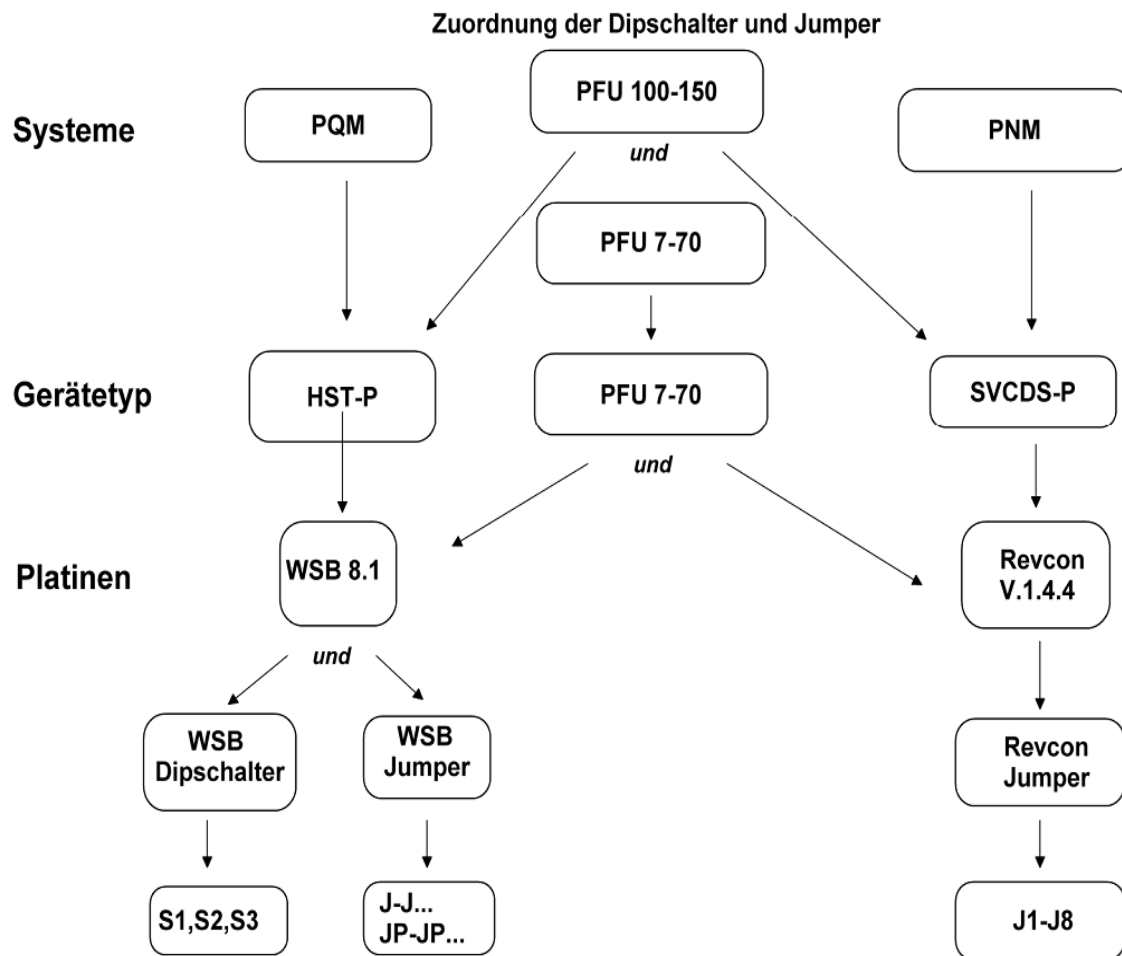 Zuordnung der Dipschalter und Jumper
Systeme
PQM
PFU 100-150
PNM
und
PFU 7-70
Gerätetyp
HST-P
PFU 7-70
SVCDS-P
und
Platinen
WSB 8.1
Revcon
V.1.4.4
und
WSB
Dipschalter
WSB
Jumper
Revcon
Jumper
S1,S2,S3
J-J...
JP-JP...
J1-J8